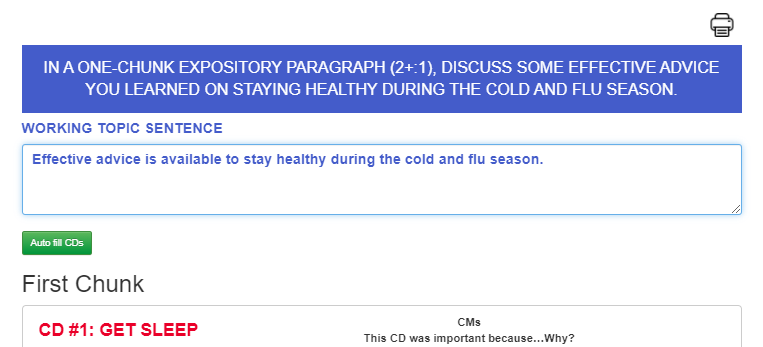 IN A ONE-CHUNK EXPOSITORY PARAGRAPH (2+:1), DISCUSS SOME EFFECTIVE ADVICE
YOU LEARNED ON STAYING HEALTHY DURING THE COLD AND FLU SEASON.
WORKING TOPIC SENTENCE
Effective advice is available to stay healthy during the cold and flu season.
Auto fill CDs
First Chunk
CD #1: GET SLEEP
CMs
This CD was important because...Why?